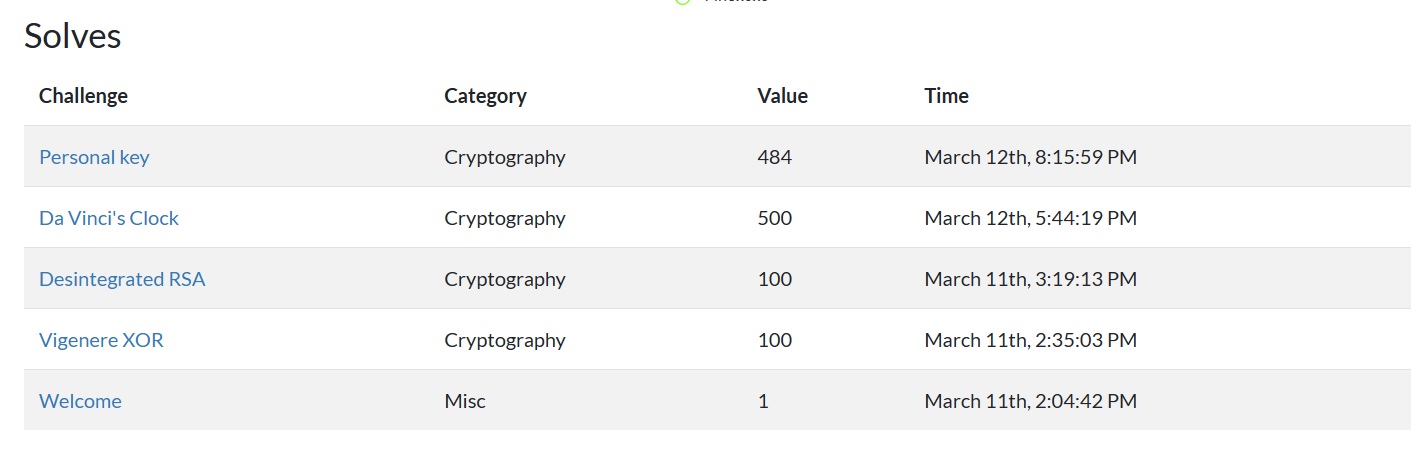 Solves
Challenge Category Value Time
Personal key Cryptography 484 March 12th, 8:15:59 PM
Da Vinci's Clock Cryptography 500 March 12th, 5:44:19 PM
Desintegrated RSA Cryptography 100 March 11th, 3:19:13 PM
Vigenere XOR Cryptography 100 March 11th, 2:35:03 PM
Welcome Misc 1 March 11th, 2:04:42 PM